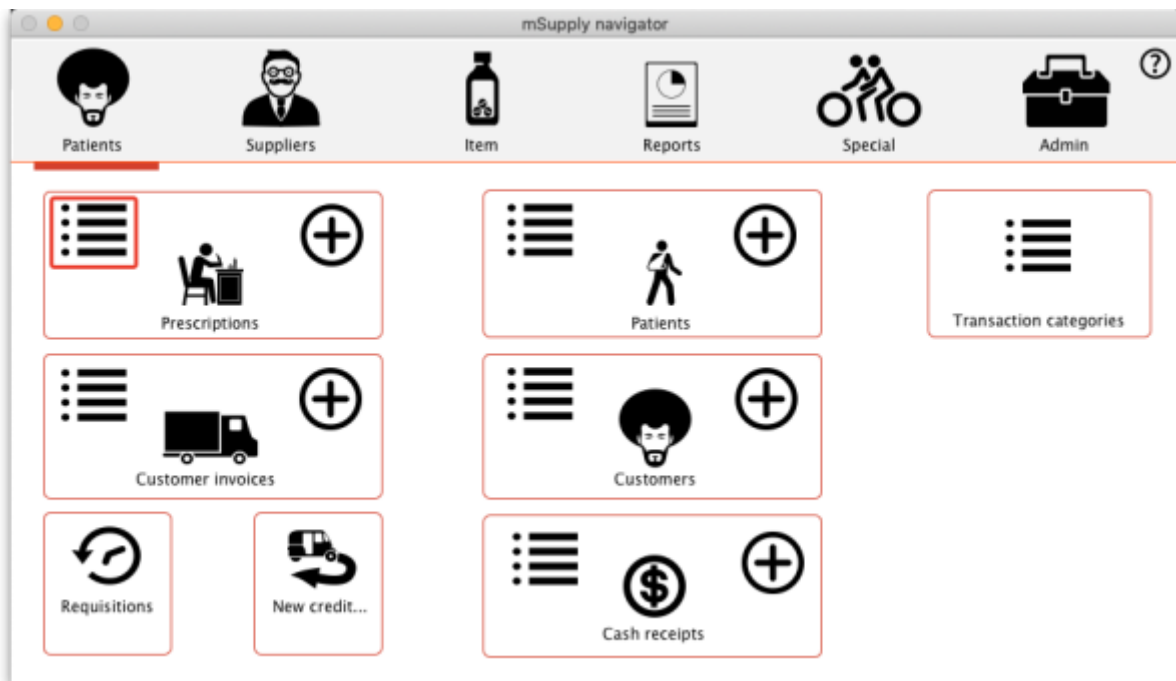 mSupply navigator
?
Patients
Suppliers
Item
Reports
Special
Admin
Prescriptions
Patients
Transaction categories
Customer invoices
Customers
Requisitions
New credit...
$
Cash receipts